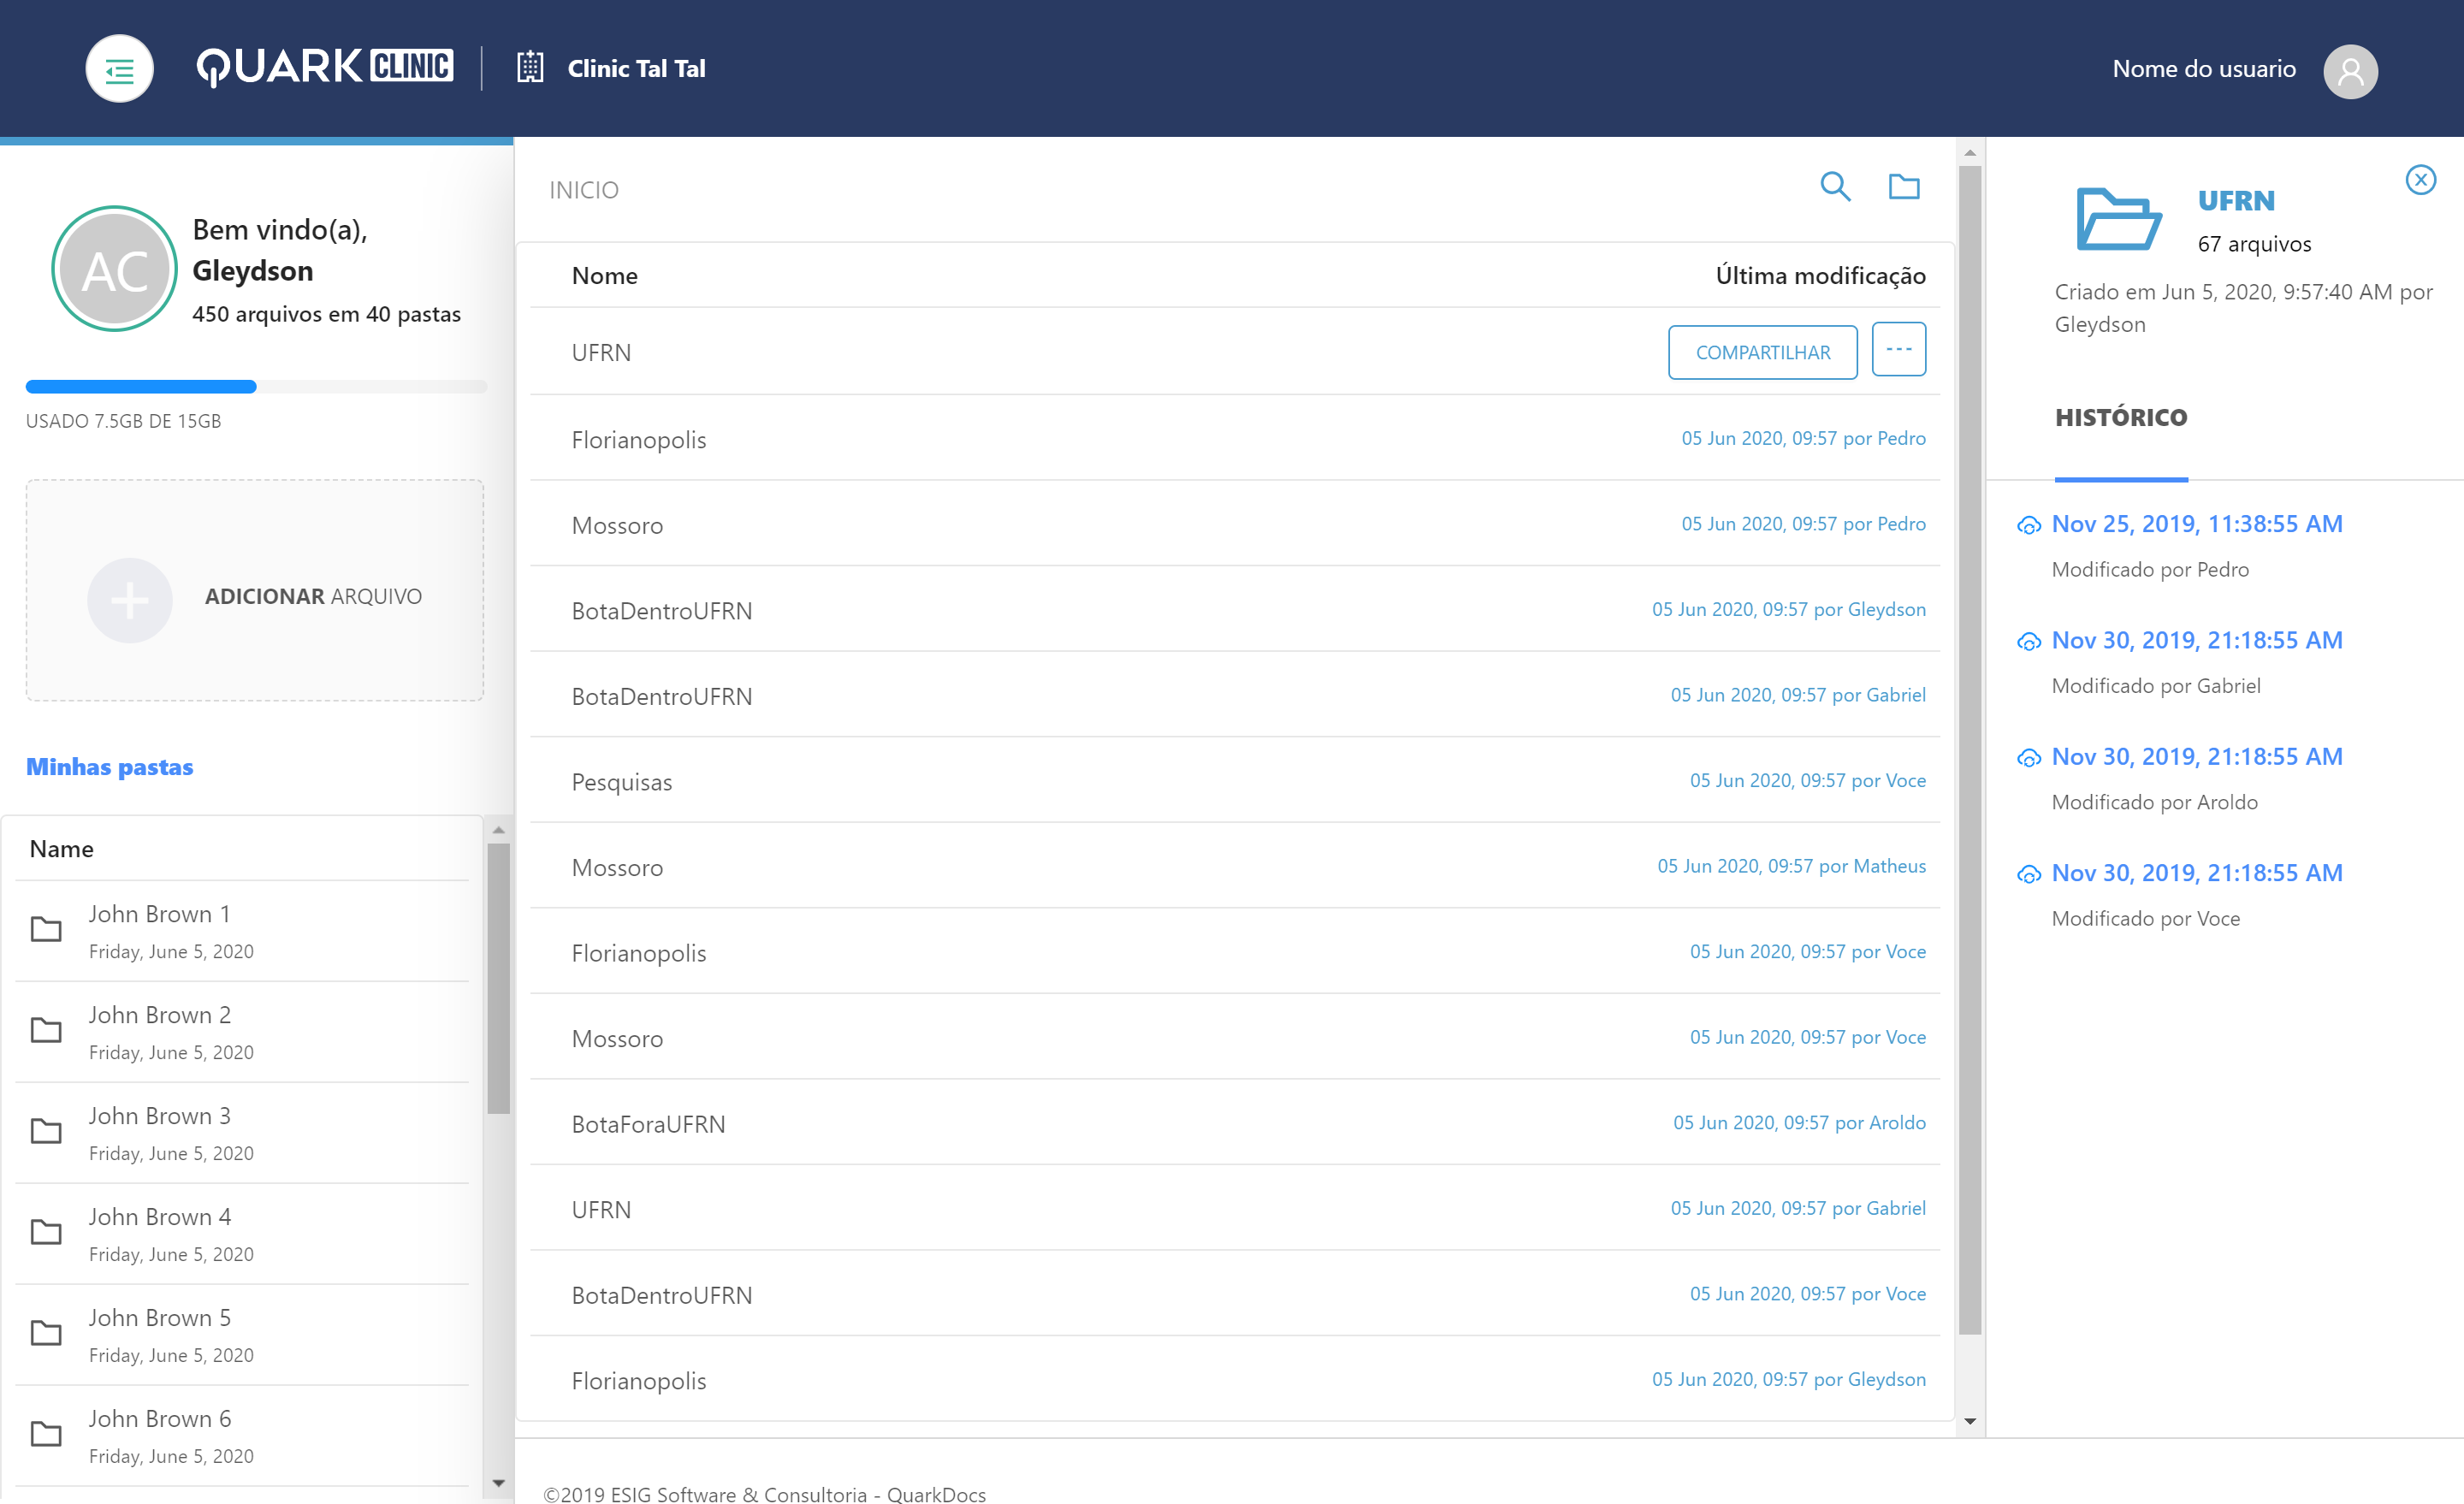 QUARK CLINIC
Clinic Tal Tal
Nome do usuario
AC
Bem vindo(a),
Gleydson
450 arquivos em 40 pastas
USADO 7.5GB DE 15GB
ADICIONAR ARQUIVO
Minhas pastas
Name
John Brown 1
Friday, June 5, 2020
John Brown 2
Friday, June 5, 2020
John Brown 3
Friday, June 5, 2020
John Brown 4
Friday, June 5, 2020
John Brown 5
Friday, June 5, 2020
John Brown 6
Friday, June 5, 2020
INICIO
Nome Última modificação
UFRN COMPARTILHAR ---
Florianopolis 05 Jun 2020, 09:57 por Pedro
Mossoro 05 Jun 2020, 09:57 por Pedro
BotaDentroUFRN 05 Jun 2020, 09:57 por Gleydson
BotaDentroUFRN 05 Jun 2020, 09:57 por Gabriel
Pesquisas 05 Jun 2020, 09:57 por Voce
Mossoro 05 Jun 2020, 09:57 por Matheus
Florianopolis 05 Jun 2020, 09:57 por Voce
Mossoro 05 Jun 2020, 09:57 por Voce
BotaForaUFRN 05 Jun 2020, 09:57 por Aroldo
UFRN 05 Jun 2020, 09:57 por Gabriel
BotaDentroUFRN 05 Jun 2020, 09:57 por Voce
Florianopolis 05 Jun 2020, 09:57 por Gleydson
©2019 ESIG Software & Consultoria - QuarkDocs
UFRN
67 arquivos
Criado em Jun 5, 2020, 9:57:40 AM por
Gleydson
HISTÓRICO
Nov 25, 2019, 11:38:55 AM
Modificado por Pedro
Nov 30, 2019, 21:18:55 AM
Modificado por Gabriel
Nov 30, 2019, 21:18:55 AM
Modificado por Aroldo
Nov 30, 2019, 21:18:55 AM
Modificado por Voce